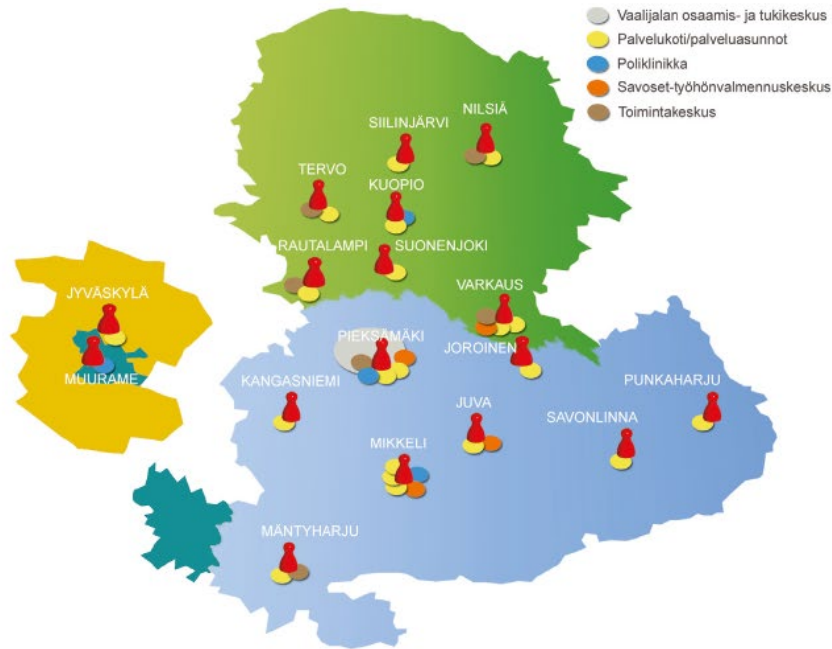 Vaalijalan osaamis- ja tukikeskus
Palvelukoti/palveluasunnot
Poliklinikka
Savoset-työhönvalmennuskeskus
Toimintakeskus
NILSIÄ
SIILINJÄRVI
TERVO
KUOPIO
RAUTALAMPI
SUONENJOKI
VARKAUS
JYVÄSKYLÄ
MUURAME
PIEKSÄMÄKI
JOROINEN
KANGASNIEMI
PUNKAHARJU
JUVA
SAVONLINNA
MIKKELI
MÄNTYHARJU